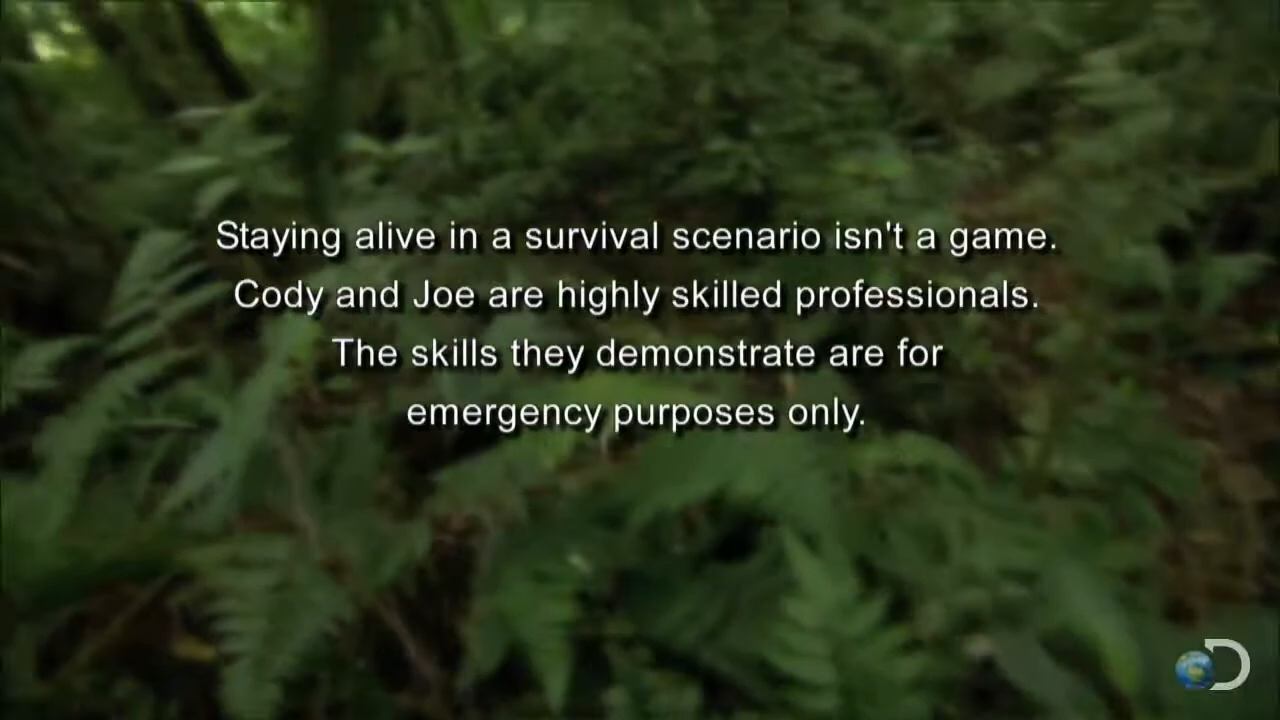 Staying alive in a survival scenario isn't a game.
Cody and Joe are highly skilled professionals.
The skills they demonstrate are for
emergency purposes only.
D